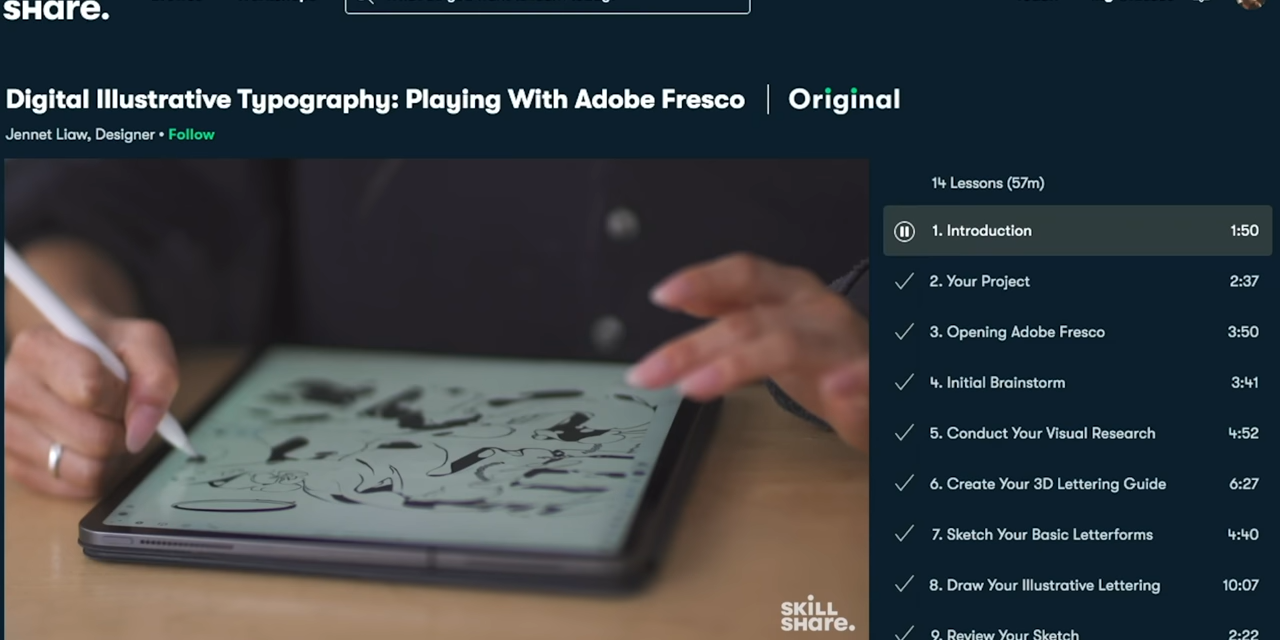 SHare.
Digital Illustrative Typography: Playing With Adobe Fresco | Original
Jennet Liaw, Designer • Follow
14 Lessons (57m)
1. Introduction 1:50
2. Your Project 2:37
3. Opening Adobe Fresco 3:50
4. Initial Brainstorm 3:41
5. Conduct Your Visual Research 4:52
6. Create Your 3D Lettering Guide 6:27
7. Sketch Your Basic Letterforms 4:40
8. Draw Your Illustrative Lettering 10:07
9. Review Your Sketch 2:22
SKiLL
SHare.